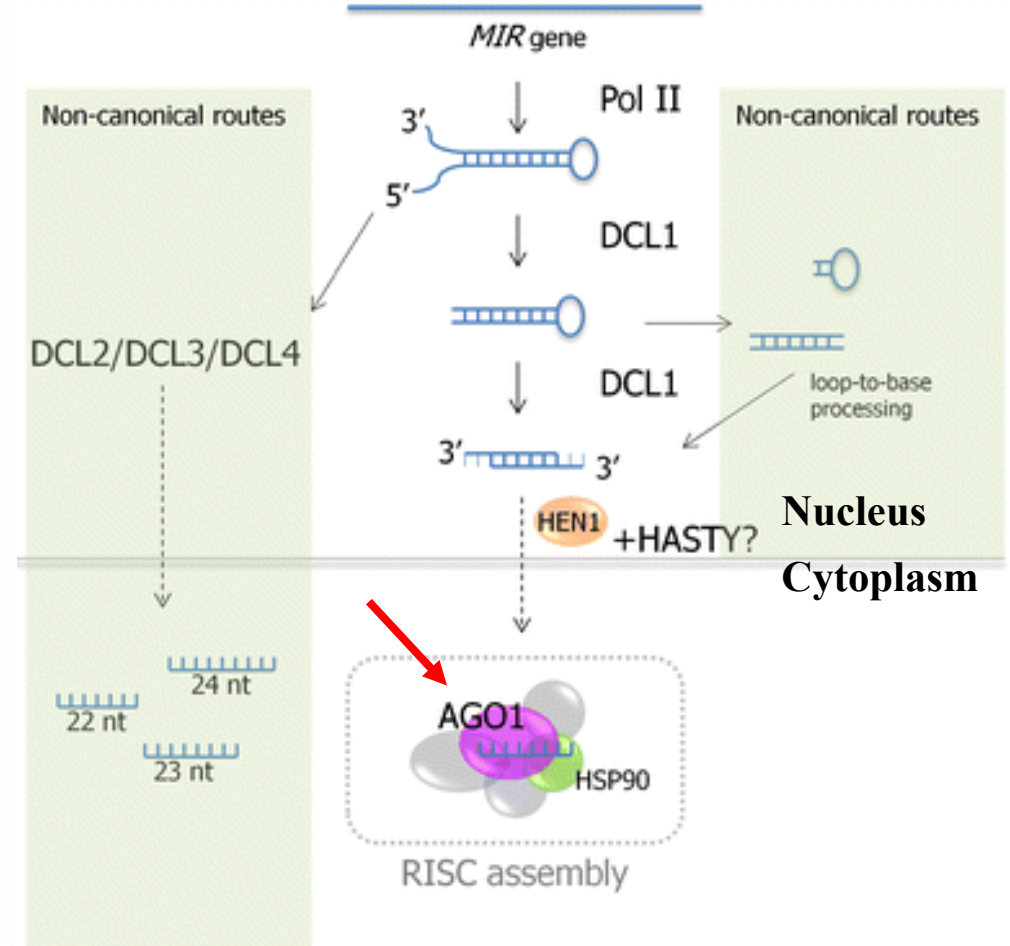 MIR gene
Pol II
Non-canonical routes
Non-canonical routes
3′
5′
DCL1
DCL2/DCL3/DCL4
DCL1
loop-to-base
processing
3′
3′
HEN1
+HASTY?
Nucleus
Cytoplasm
24 nt
22 nt
23 nt
AGO1
HSP90
RISC assembly